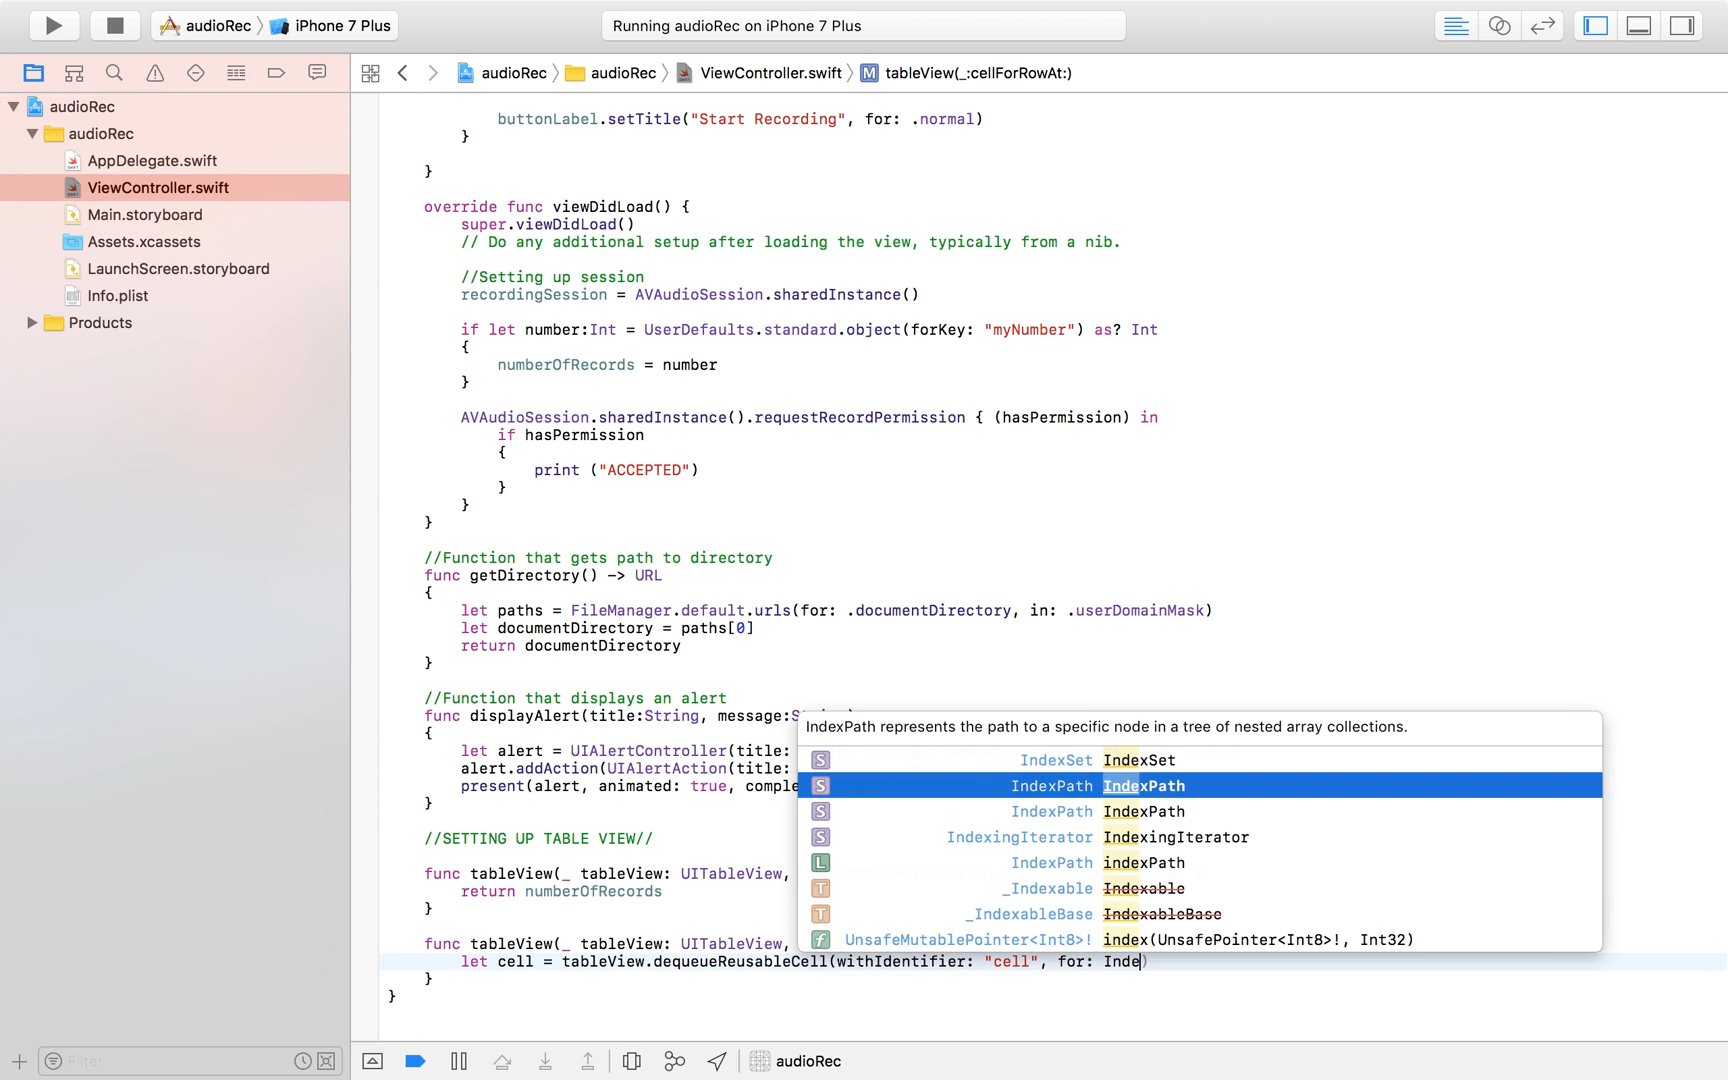 audioRec 〉 iPhone 7 Plus
Running audioRec on iPhone 7 Plus
audioRec 〉 audioRec 〉 ViewController.swift 〉 M tableView(_:cellForRowAt:)
audioRec
audioRec
AppDelegate.swift
ViewController.swift
Main.storyboard
Assets.xcassets
LaunchScreen.storyboard
Info.plist
Products
Filter
buttonLabel.setTitle("Start Recording", for: .normal)
}
}
override func viewDidLoad() {
super.viewDidLoad()
// Do any additional setup after loading the view, typically from a nib.
//Setting up session
recordingSession = AVAudioSession.sharedInstance()
if let number:Int = UserDefaults.standard.object(forKey: "myNumber") as? Int
{
numberOfRecords = number
}
AVAudioSession.sharedInstance().requestRecordPermission { (hasPermission) in
if hasPermission
{
print ("ACCEPTED")
}
}
}
//Function that gets path to directory
func getDirectory() -> URL
{
let paths = FileManager.default.urls(for: .documentDirectory, in: .userDomainMask)
let documentDirectory = paths[0]
return documentDirectory
}
//Function that displays an alert
func displayAlert(title:String, message:S
{
let alert = UIAlertController(title:
alert.addAction(UIAlertAction(title:
present(alert, animated: true, comple
}
//SETTING UP TABLE VIEW//
func tableView(_ tableView: UITableView,
return numberOfRecords
}
func tableView(_ tableView: UITableView,
let cell = tableView.dequeueReusableCell(withIdentifier: "cell", for: Inde)
}
}
IndexPath represents the path to a specific node in a tree of nested array collections.
S IndexSet IndexSet
S IndexPath IndexPath
S IndexPath IndexPath
S IndexingIterator IndexingIterator
L IndexPath indexPath
T _Indexable Indexable
T _IndexableBase IndexableBase
f UnsafeMutablePointer<Int8>! index(UnsafePointer<Int8>!, Int32)
audioRec